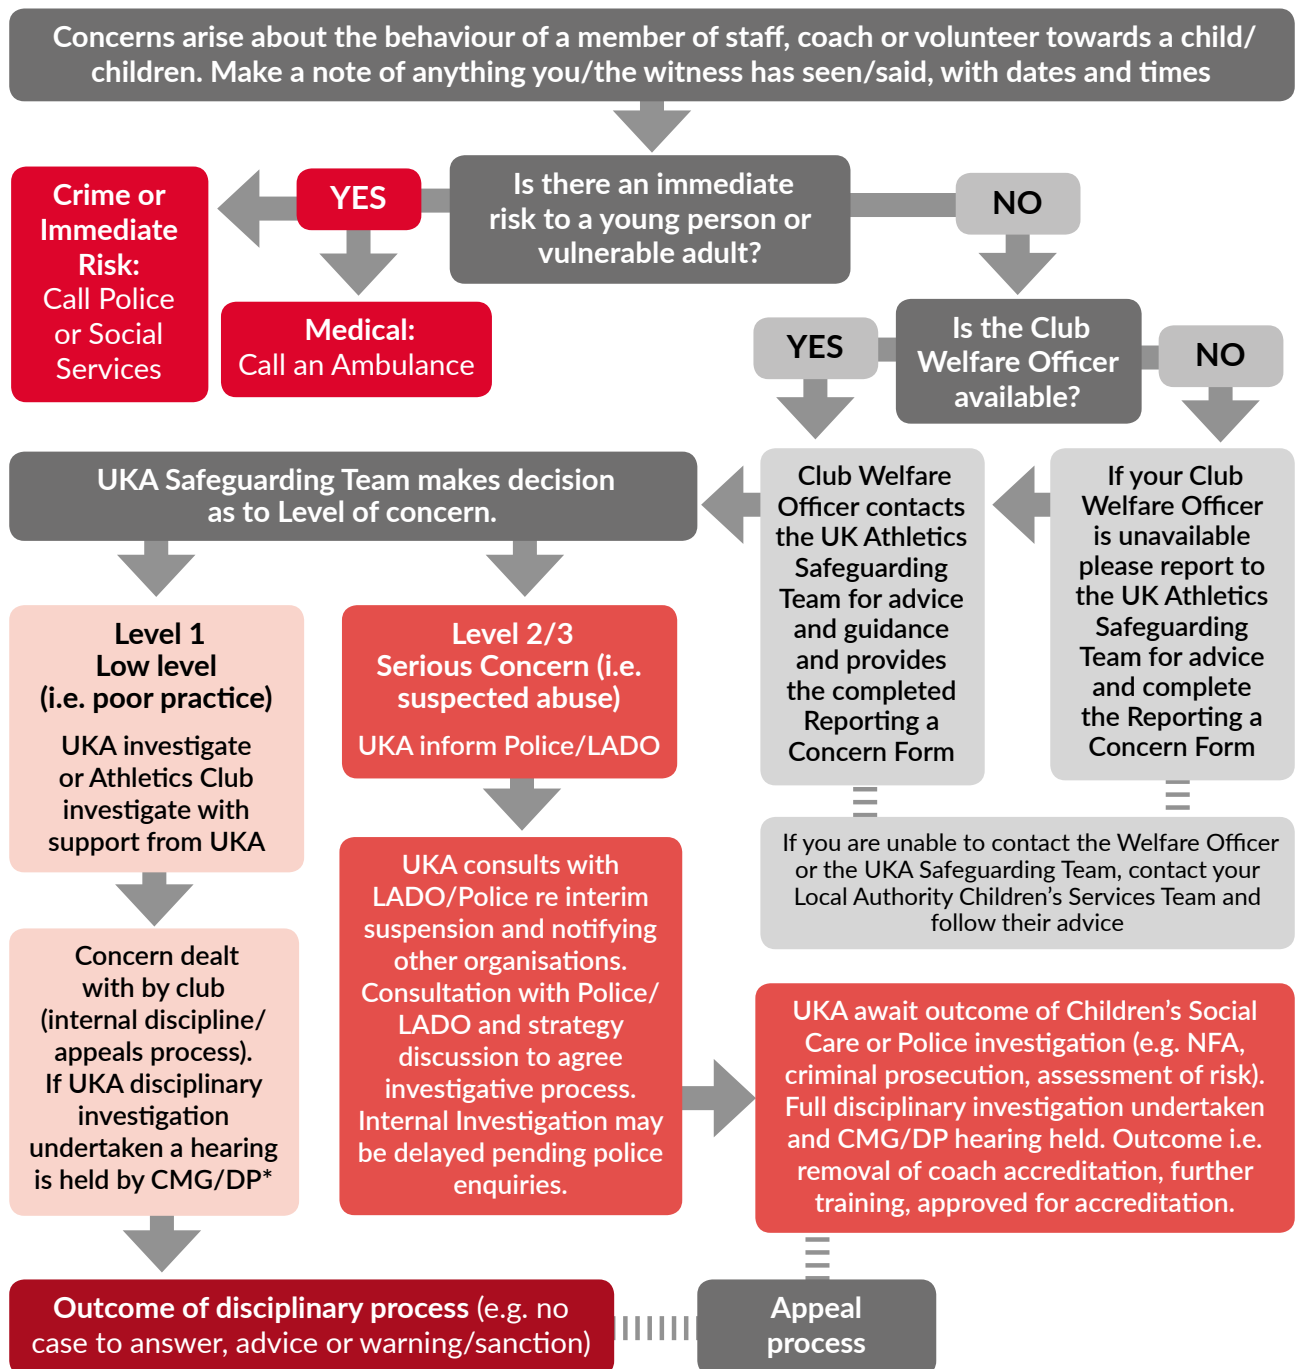 Concerns arise about the behaviour of a member of staff, coach or volunteer towards a child/
children. Make a note of anything you/the witness has seen/said, with dates and times
Is there an immediate
risk to a young person or
vulnerable adult?
YES
NO
Crime or
Immediate
Risk:
Call Police
or Social
Services
Medical:
Call an Ambulance
Is the Club
Welfare Officer
available?
YES
NO
Club Welfare
Officer contacts
the UK Athletics
Safeguarding
Team for advice
and guidance
and provides
the completed
Reporting a
Concern Form
If your Club
Welfare Officer
is unavailable
please report to
the UK Athletics
Safeguarding
Team for advice
and complete
the Reporting a
Concern Form
If you are unable to contact the Welfare Officer
or the UKA Safeguarding Team, contact your
Local Authority Children’s Services Team and
follow their advice
UKA Safeguarding Team makes decision
as to Level of concern.
Level 1
Low level
(i.e. poor practice)
UKA investigate
or Athletics Club
investigate with
support from UKA
Concern dealt
with by club
(internal discipline/
appeals process).
If UKA disciplinary
investigation
undertaken a hearing
is held by CMG/DP*
Level 2/3
Serious Concern (i.e.
suspected abuse)
UKA inform Police/LADO
UKA consults with
LADO/Police re interim
suspension and notifying
other organisations.
Consultation with Police/
LADO and strategy
discussion to agree
investigative process.
Internal Investigation may
be delayed pending police
enquiries.
UKA await outcome of Children’s Social
Care or Police investigation (e.g. NFA,
criminal prosecution, assessment of risk).
Full disciplinary investigation undertaken
and CMG/DP hearing held. Outcome i.e.
removal of coach accreditation, further
training, approved for accreditation.
Outcome of disciplinary process (e.g. no
case to answer, advice or warning/sanction)
Appeal
process